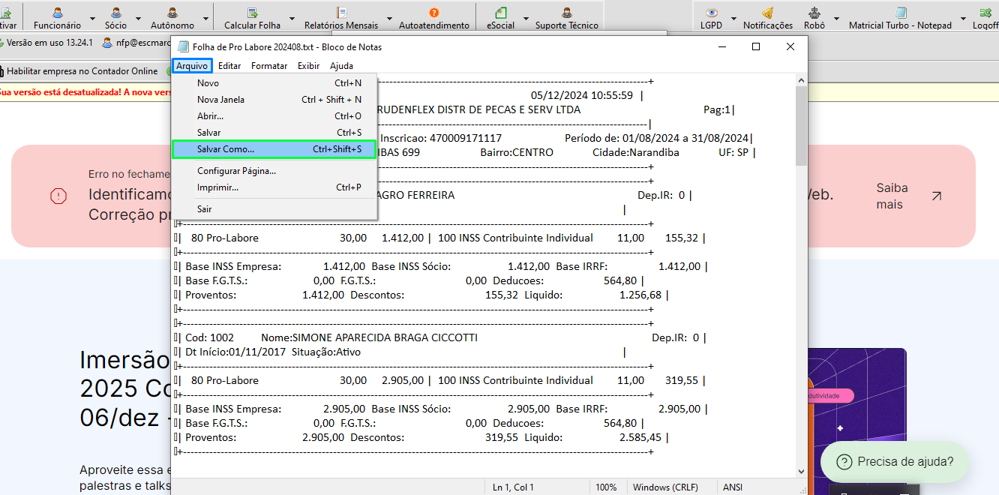 tivar
Funcionário
Sócio
Autônomo
Calcular Folha
Relatórios Mensais
Autoatendimento
eSocial
Suporte Técnico
LGPD
Notificações
Robô
Matricial Turbo - Notepad
Logoff
Versão em uso 13.24.1
nfp@escmarc
Habilitar empresa no Contador Online
Sua versão está desatualizada! A nova vers
Folha de Pro Labore 202408.txt - Bloco de Notas
Arquivo Editar Formatar Exibir Ajuda
Novo Ctrl+N
Nova Janela Ctrl + Shift + N
Abrir... Ctrl+O
Salvar Ctrl+S
Salvar Como... Ctrl+Shift+S
Configurar Página...
Imprimir... Ctrl+P
Sair
05/12/2024 10:55:59 |
RUDENFLEX DISTR DE PECAS E SERV LTDA Pag:1|
Inscricao: 470009171117 Período de: 01/08/2024 a 31/08/2024|
IBAS 699 Bairro:CENTRO Cidade:Narandiba UF: SP |
AGRO FERREIRA Dep.IR: 0 |
|
| 80 Pro-Labore 30,00 1.412,00 | 100 INSS Contribuinte Individual 11,00 155,32 |
| Base INSS Empresa: 1.412,00 Base INSS Sócio: 1.412,00 Base IRRF: 1.412,00 |
| Base F.G.T.S.: 0,00 F.G.T.S.: 0,00 Deducoes: 564,80 |
| Proventos: 1.412,00 Descontos: 155,32 Liquido: 1.256,68 |
| Cod: 1002 Nome:SIMONE APARECIDA BRAGA CICCOTTI Dep.IR: 0 |
| Dt Início:01/11/2017 Situação:Ativo |
| 80 Pro-Labore 30,00 2.905,00 | 100 INSS Contribuinte Individual 11,00 319,55 |
| Base INSS Empresa: 2.905,00 Base INSS Sócio: 2.905,00 Base IRRF: 2.905,00 |
| Base F.G.T.S.: 0,00 F.G.T.S.: 0,00 Deducoes: 564,80 |
| Proventos: 2.905,00 Descontos: 319,55 Liquido: 2.585,45 |
Ln 1, Col 1 100% Windows (CRLF) ANSI
Erro no fechame
Identificamo
Correção pr
Web.
Saiba
mais
Imersão
2025 Co
06/dez -
Aproveite essa e
palestras e talks
dutividade
Precisa de ajuda?